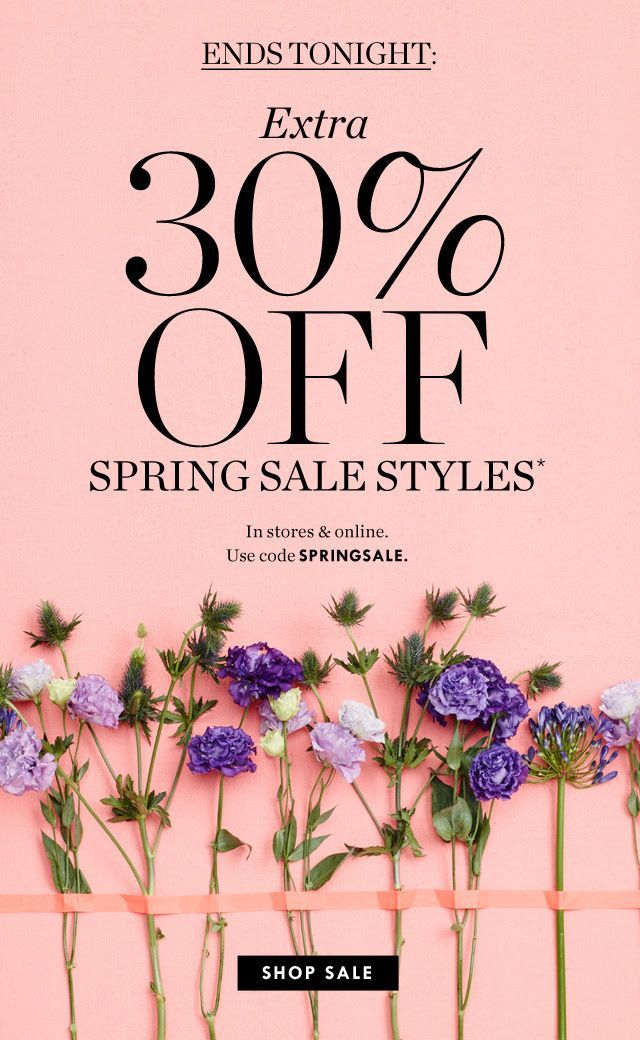 ENDS TONIGHT:
Extra
30%
OFF
SPRING SALE STYLES*
In stores & online.
Use code SPRINGSALE.
SHOP SALE